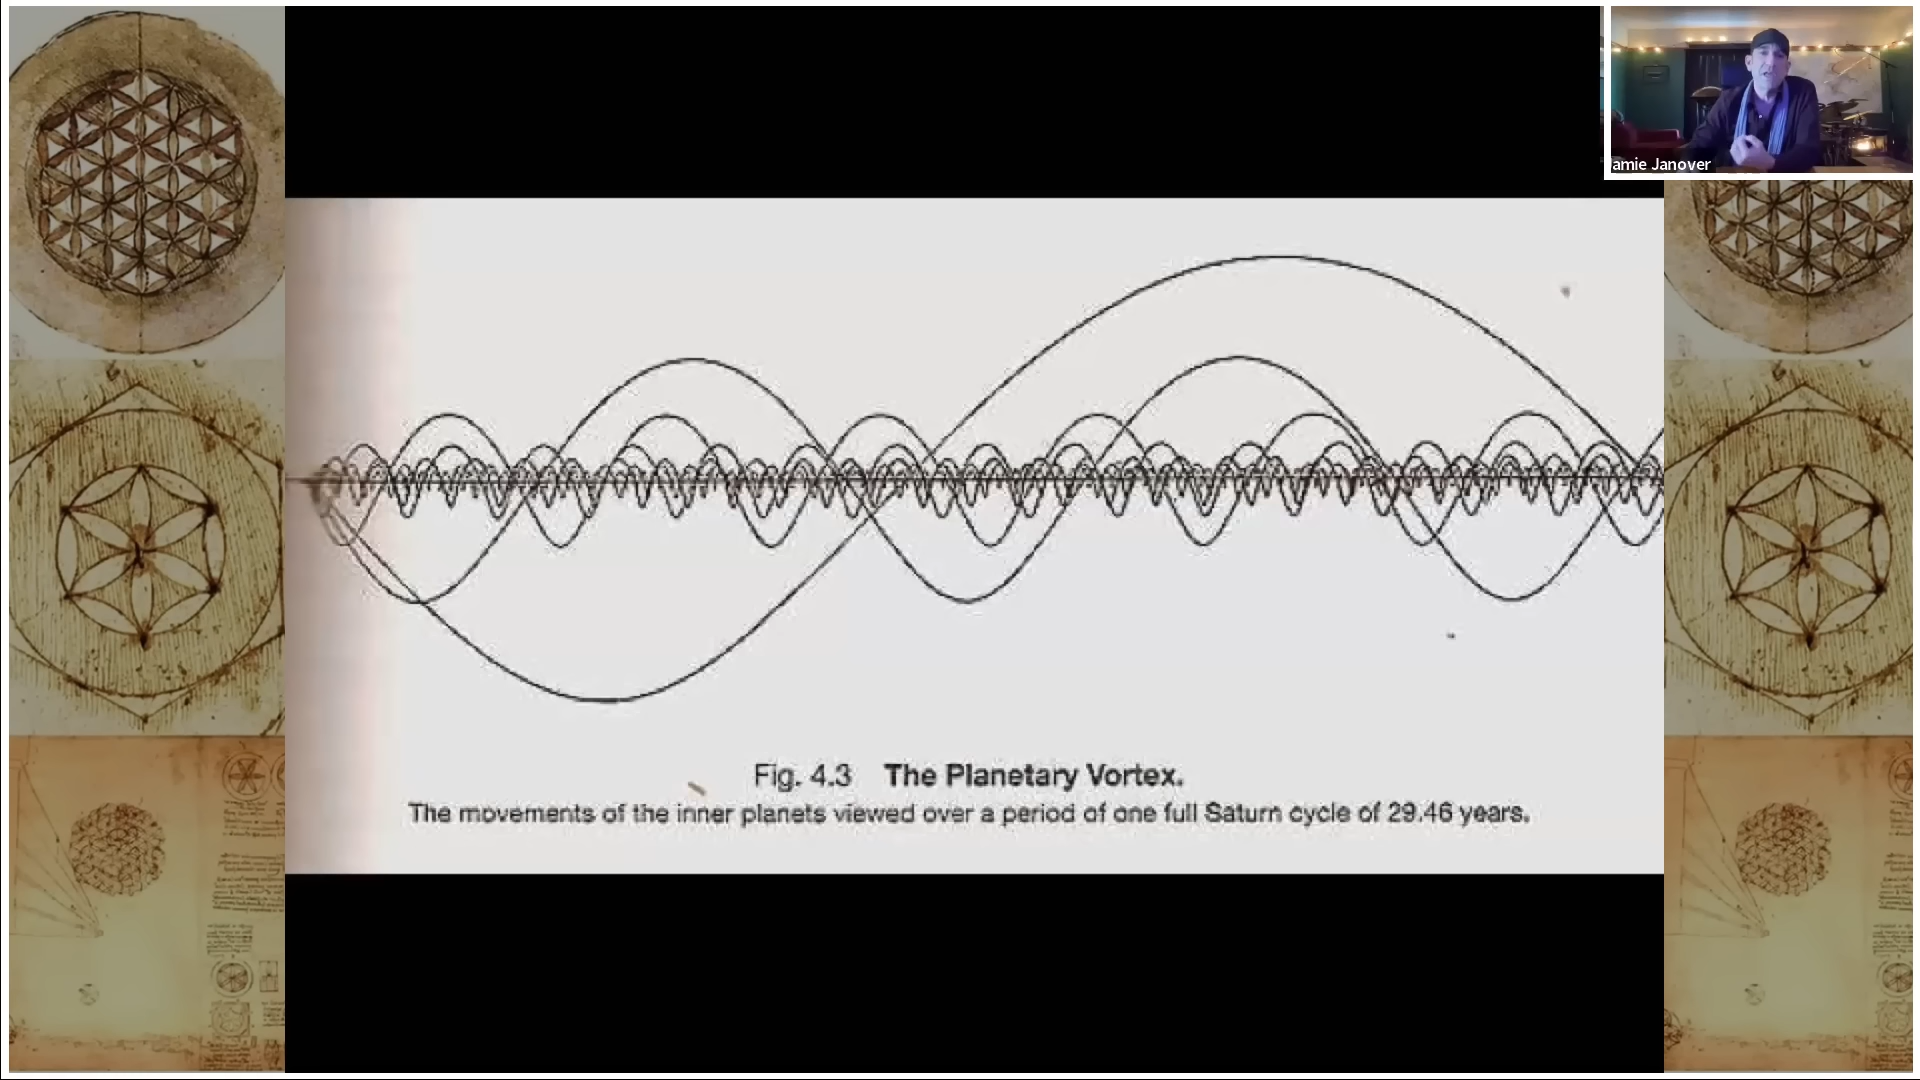 amie Janover
Fig. 4.3 The Planetary Vortex.
The movements of the inner planets viewed over a period of one full Saturn cycle of 29.46 years.